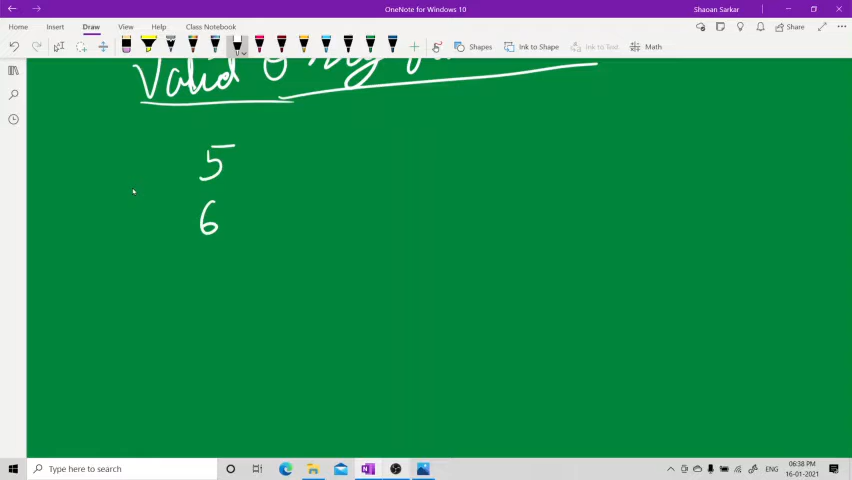 OneNote for Windows 10
Shaoan Sarkar
Home Insert Draw View Help Class Notebook
Share
Shapes Ink to Shape Ink to Text Math
Valid
5
6
Type here to search
ENG
06:38 PM
16-01-2021